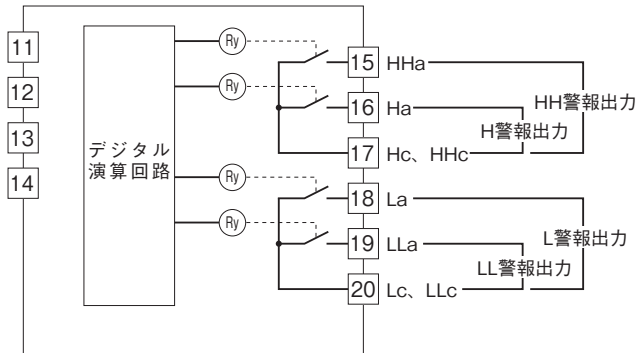 11
12
13
14
デジタル
演算回路
Ry
Ry
Ry
Ry
15 HHa
16 Ha
17 Hc、HHc
18 La
19 LLa
20 Lc、LLc
HH警報出力
H警報出力
L警報出力
LL警報出力